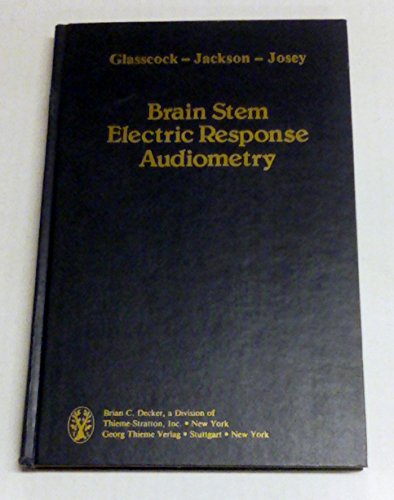 Glasscock – Jackson – Josey
Brain Stem
Electric Response
Audiometry
Brian C. Decker, a Division of
Thieme-Stratton, Inc. • New York
Georg Thieme Verlag • Stuttgart • New York